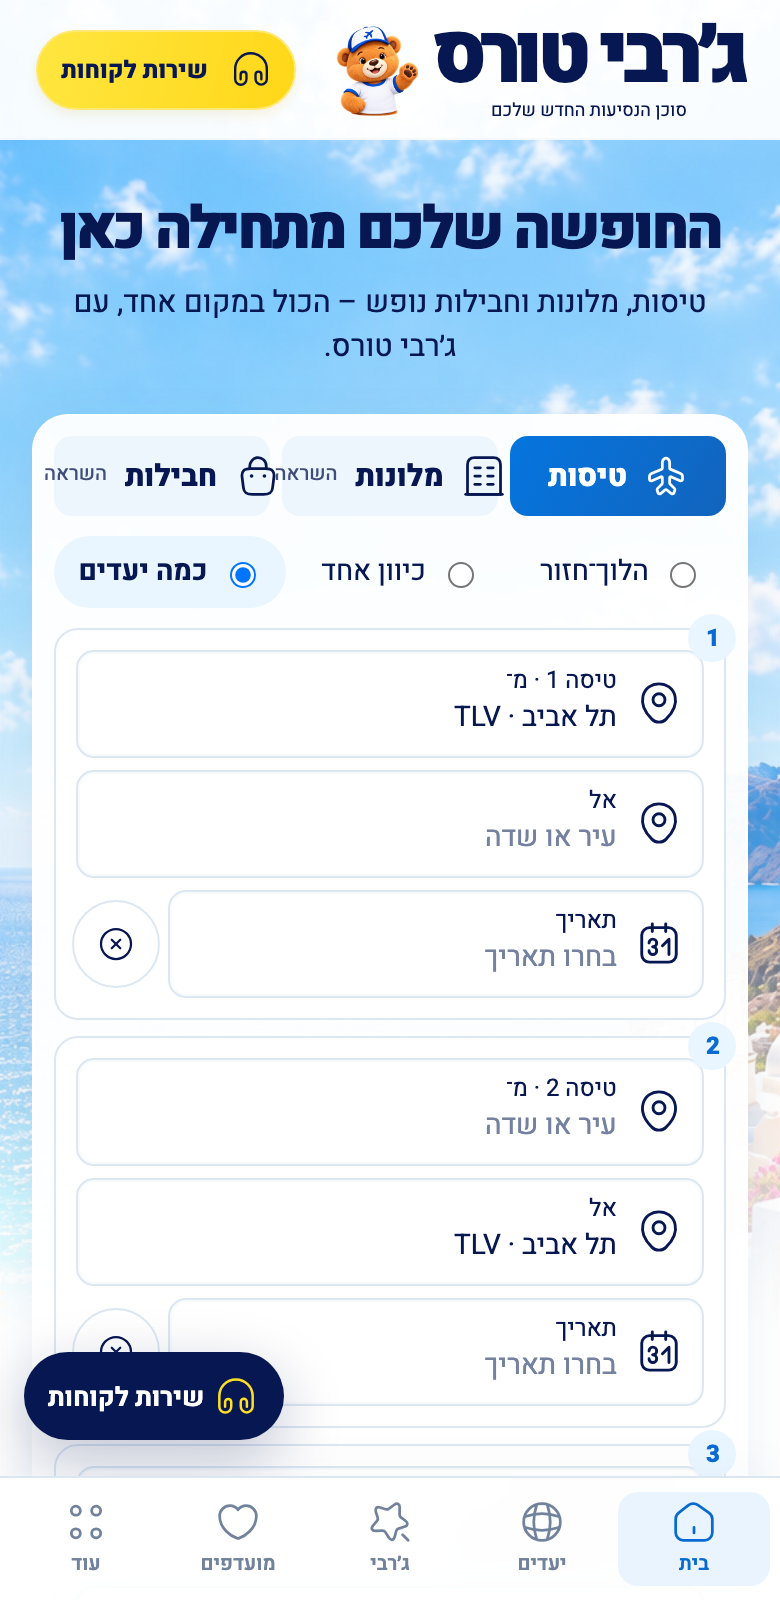 ג׳רבי טורס
סוכן הנסיעות החדש שלכם
שירות לקוחות
החופשה שלכם מתחילה כאן
טיסות, מלונות וחבילות נופש – הכול במקום אחד, עם
ג׳רבי טורס.
טיסות
מלונות השראה
חבילות השראה
הלוך־חזור
כיוון אחד
כמה יעדים
1
טיסה 1 · מ־
תל אביב · TLV
אל
עיר או שדה
תאריך
31
בחרו תאריך
2
טיסה 2 · מ־
עיר או שדה
אל
תל אביב · TLV
תאריך
31
בחרו תאריך
שירות לקוחות
3
בית
יעדים
ג׳רבי
מועדפים
עוד